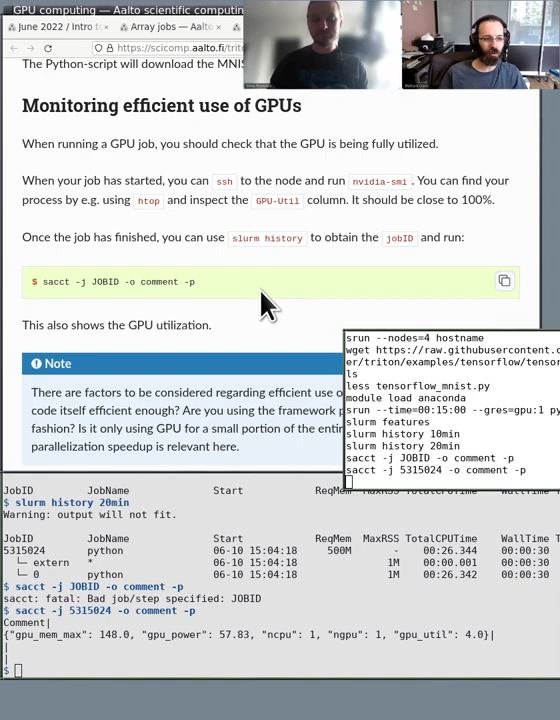 GPU computing — Aalto scientific computing
June 2022 / Intro t
Array jobs — Aalto
https://scicomp.aalto.fi/trito
The Python-script will download the MNIS
Monitoring efficient use of GPUs
When running a GPU job, you should check that the GPU is being fully utilized.
When your job has started, you can ssh to the node and run nvidia-smi. You can find your
process by e.g. using htop and inspect the GPU-Util column. It should be close to 100%.
Once the job has finished, you can use slurm history to obtain the jobID and run:
$ sacct -j JOBID -o comment -p
This also shows the GPU utilization.
Note
There are factors to be considered regarding efficient use o
code itself efficient enough? Are you using the framework p
fashion? Is it only using GPU for a small portion of the entir
parallelization speedup is relevant here.
srun --nodes=4 hostname
wget https://raw.githubusercontent.c
er/triton/examples/tensorflow/tensor
ls
less tensorflow_mnist.py
module load anaconda
srun --time=00:15:00 --gres=gpu:1 py
slurm features
slurm history 10min
slurm history 20min
sacct -j JOBID -o comment -p
sacct -j 5315024 -o comment -p
JobID JobName Start ReqMem MaxRSS TotalCPUTime WallTime T
$ slurm history 20min
Warning: output will not fit.
JobID JobName Start ReqMem MaxRSS TotalCPUTime WallTime T
5315024 python 06-10 15:04:18 500M - 00:26.344 00:00:30
└─ extern * 06-10 15:04:18 1M 00:00.001 00:00:30
└─ 0 python 06-10 15:04:18 1M 00:26.342 00:00:30
$ sacct -j JOBID -o comment -p
sacct: fatal: Bad job/step specified: JOBID
$ sacct -j 5315024 -o comment -p
Comment|
{"gpu_mem_max": 148.0, "gpu_power": 57.83, "ncpu": 1, "ngpu": 1, "gpu_util": 4.0}|
|
|
$